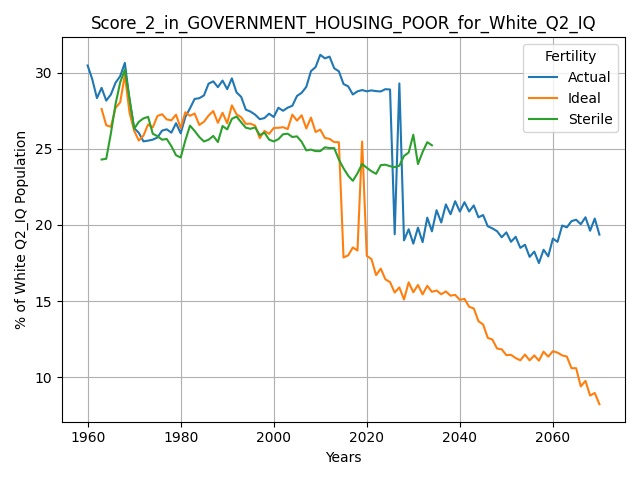 Score_2_in_GOVERNMENT_HOUSING_POOR_for_White_Q2_IQ
Fertility
Actual
Ideal
Sterile
% of White Q2_IQ Population
30
25
20
15
10
1960
1980
2000
2020
2040
2060
Years